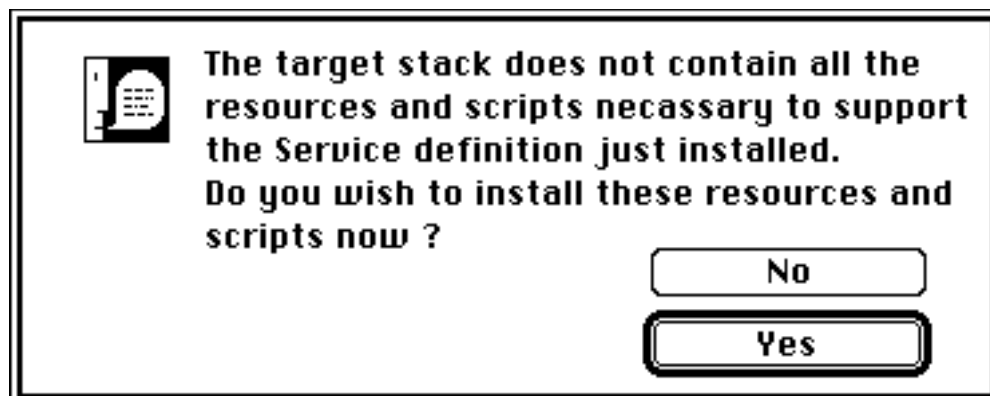 The target stack does not contain all the
resources and scripts necassary to support
the Service definition just installed.
Do you wish to install these resources and
scripts now ?
No
Yes